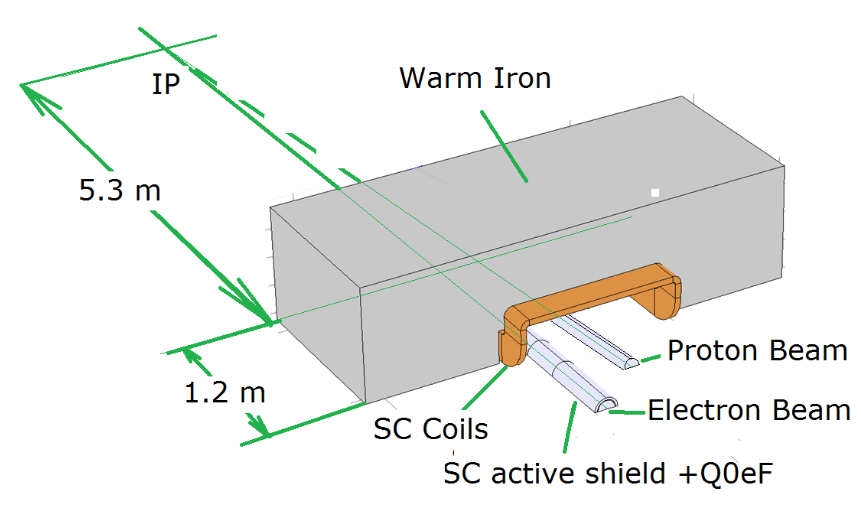 IP
Warm Iron
5.3 m
Proton Beam
1.2 m
Electron Beam
SC Coils
SC active shield +Q0eF